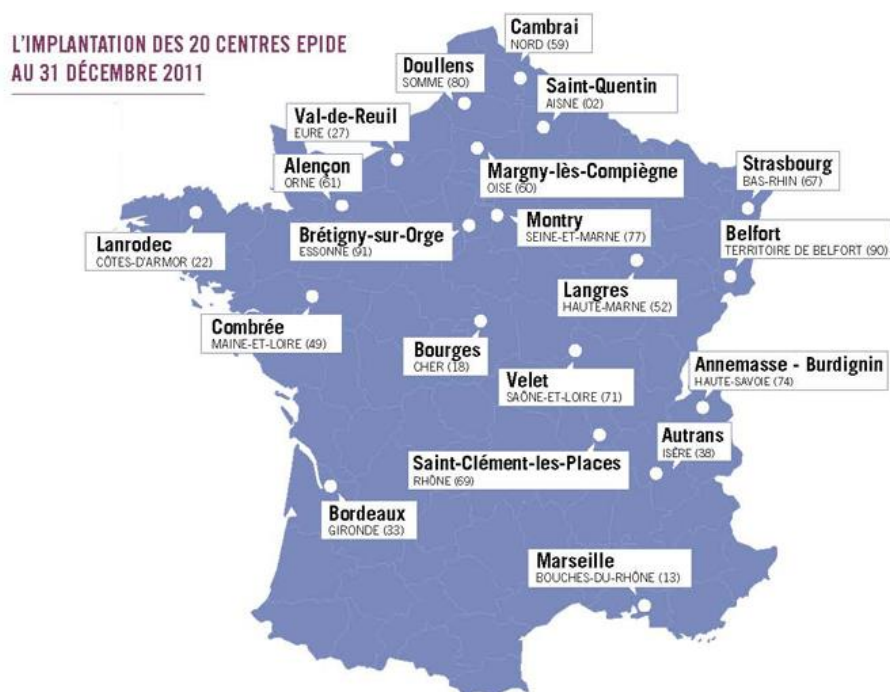 L'IMPLANTATION DES 20 CENTRES EPIDE
AU 31 DÉCEMBRE 2011
Cambrai
NORD (59)
Doullens
SOMME (80)
Saint-Quentin
AISNE (02)
Val-de-Reuil
EURE (27)
Alençon
ORNE (61)
Margny-lès-Compiègne
OISE (60)
Strasbourg
BAS-RHIN (67)
Lanrodec
CÔTES-D'ARMOR (22)
Brétigny-sur-Orge
ESSONNE (91)
Montry
SEINE-ET-MARNE (77)
Belfort
TERRITOIRE DE BELFORT (90)
Langres
HAUTE-MARNE (52)
Combrée
MAINE-ET-LOIRE (49)
Bourges
CHER (18)
Velet
SAÔNE-ET-LOIRE (71)
Annemasse - Burdignin
HAUTE-SAVOIE (74)
Autrans
ISÈRE (38)
Saint-Clément-les-Places
RHÔNE (69)
Bordeaux
GIRONDE (33)
Marseille
BOUCHES-DU-RHÔNE (13)